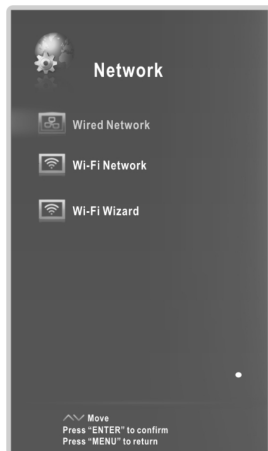 Network
Wired Network
Wi-Fi Network
Wi-Fi Wizard
Move
Press “ENTER” to confirm
Press “MENU” to return